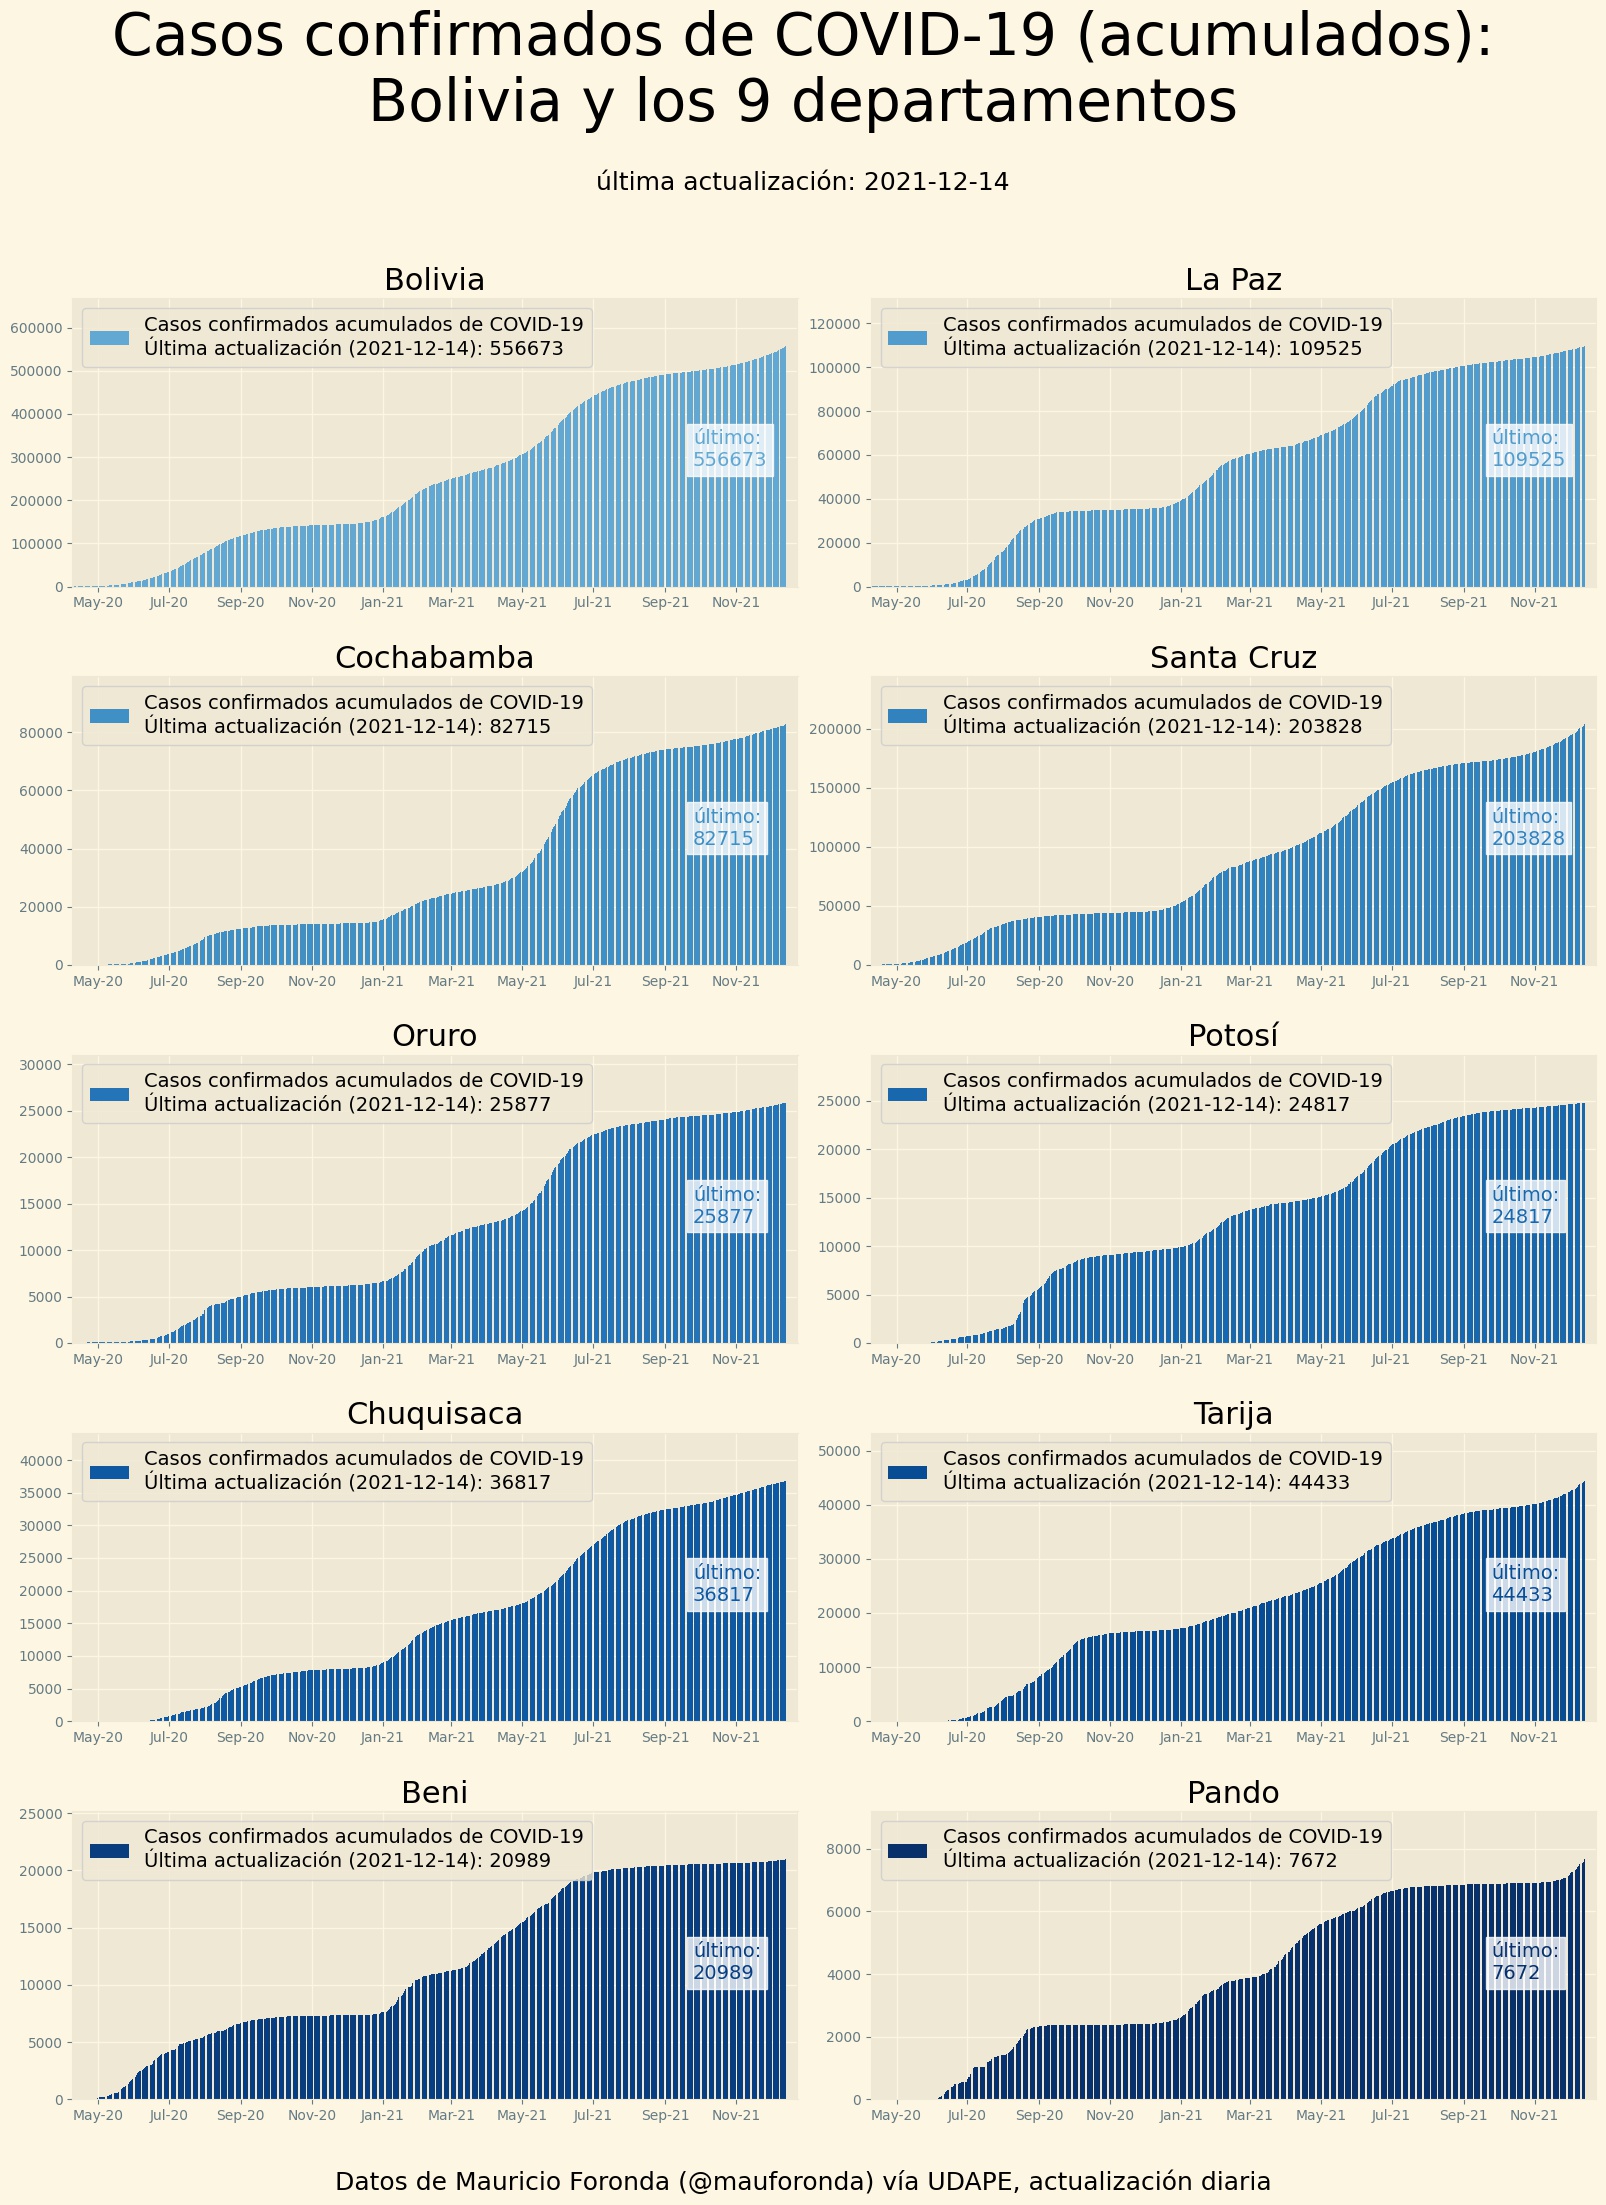 Casos confirmados de COVID-19 (acumulados):
Bolivia y los 9 departamentos
última actualización: 2021-12-14
Bolivia
Casos confirmados acumulados de COVID-19
Última actualización (2021-12-14): 556673
600000
500000
400000
300000
200000
100000
0
último:
556673
May-20 Jul-20 Sep-20 Nov-20 Jan-21 Mar-21 May-21 Jul-21 Sep-21 Nov-21
La Paz
Casos confirmados acumulados de COVID-19
Última actualización (2021-12-14): 109525
120000
100000
80000
60000
40000
20000
0
último:
109525
May-20 Jul-20 Sep-20 Nov-20 Jan-21 Mar-21 May-21 Jul-21 Sep-21 Nov-21
Cochabamba
Casos confirmados acumulados de COVID-19
Última actualización (2021-12-14): 82715
80000
60000
40000
20000
0
último:
82715
May-20 Jul-20 Sep-20 Nov-20 Jan-21 Mar-21 May-21 Jul-21 Sep-21 Nov-21
Santa Cruz
Casos confirmados acumulados de COVID-19
Última actualización (2021-12-14): 203828
200000
150000
100000
50000
0
último:
203828
May-20 Jul-20 Sep-20 Nov-20 Jan-21 Mar-21 May-21 Jul-21 Sep-21 Nov-21
Oruro
Casos confirmados acumulados de COVID-19
Última actualización (2021-12-14): 25877
30000
25000
20000
15000
10000
5000
0
último:
25877
May-20 Jul-20 Sep-20 Nov-20 Jan-21 Mar-21 May-21 Jul-21 Sep-21 Nov-21
Potosí
Casos confirmados acumulados de COVID-19
Última actualización (2021-12-14): 24817
25000
20000
15000
10000
5000
0
último:
24817
May-20 Jul-20 Sep-20 Nov-20 Jan-21 Mar-21 May-21 Jul-21 Sep-21 Nov-21
Chuquisaca
Casos confirmados acumulados de COVID-19
Última actualización (2021-12-14): 36817
40000
35000
30000
25000
20000
15000
10000
5000
0
último:
36817
May-20 Jul-20 Sep-20 Nov-20 Jan-21 Mar-21 May-21 Jul-21 Sep-21 Nov-21
Tarija
Casos confirmados acumulados de COVID-19
Última actualización (2021-12-14): 44433
50000
40000
30000
20000
10000
0
último:
44433
May-20 Jul-20 Sep-20 Nov-20 Jan-21 Mar-21 May-21 Jul-21 Sep-21 Nov-21
Beni
Casos confirmados acumulados de COVID-19
Última actualización (2021-12-14): 20989
25000
20000
15000
10000
5000
0
último:
20989
May-20 Jul-20 Sep-20 Nov-20 Jan-21 Mar-21 May-21 Jul-21 Sep-21 Nov-21
Pando
Casos confirmados acumulados de COVID-19
Última actualización (2021-12-14): 7672
8000
6000
4000
2000
0
último:
7672
May-20 Jul-20 Sep-20 Nov-20 Jan-21 Mar-21 May-21 Jul-21 Sep-21 Nov-21
Datos de Mauricio Foronda (@mauforonda) vía UDAPE, actualización diaria